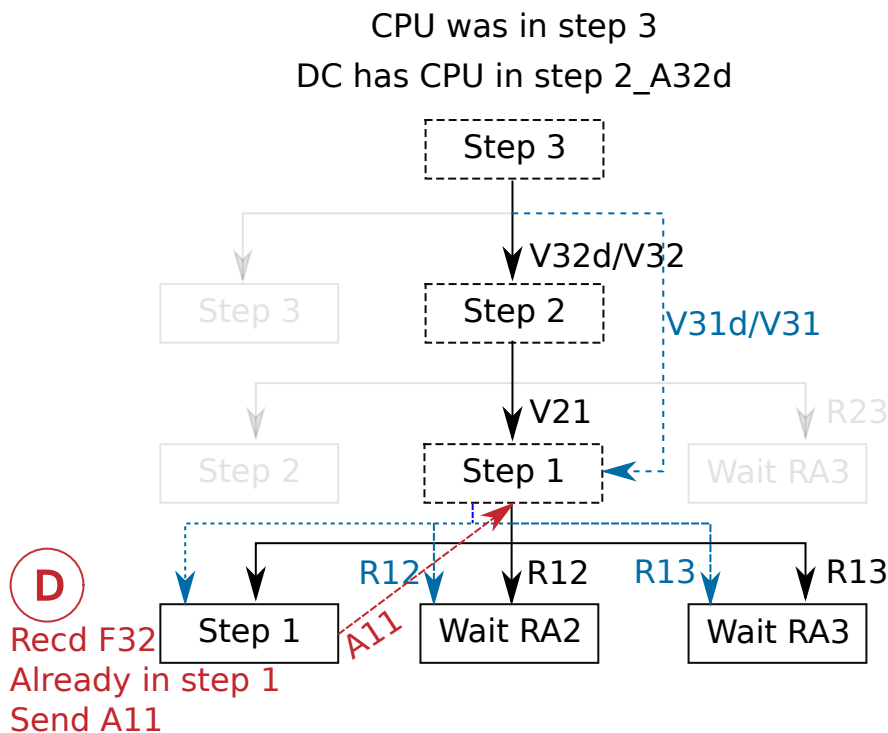 CPU was in step 3
DC has CPU in step 2_A32d
Step 3
V32d/V32
Step 3
Step 2
V31d/V31
V21
R23
Step 2
Step 1
Wait RA3
D
R12
R12
R13
R13
Step 1
A11
Wait RA2
Wait RA3
Recd F32
Already in step 1
Send A11